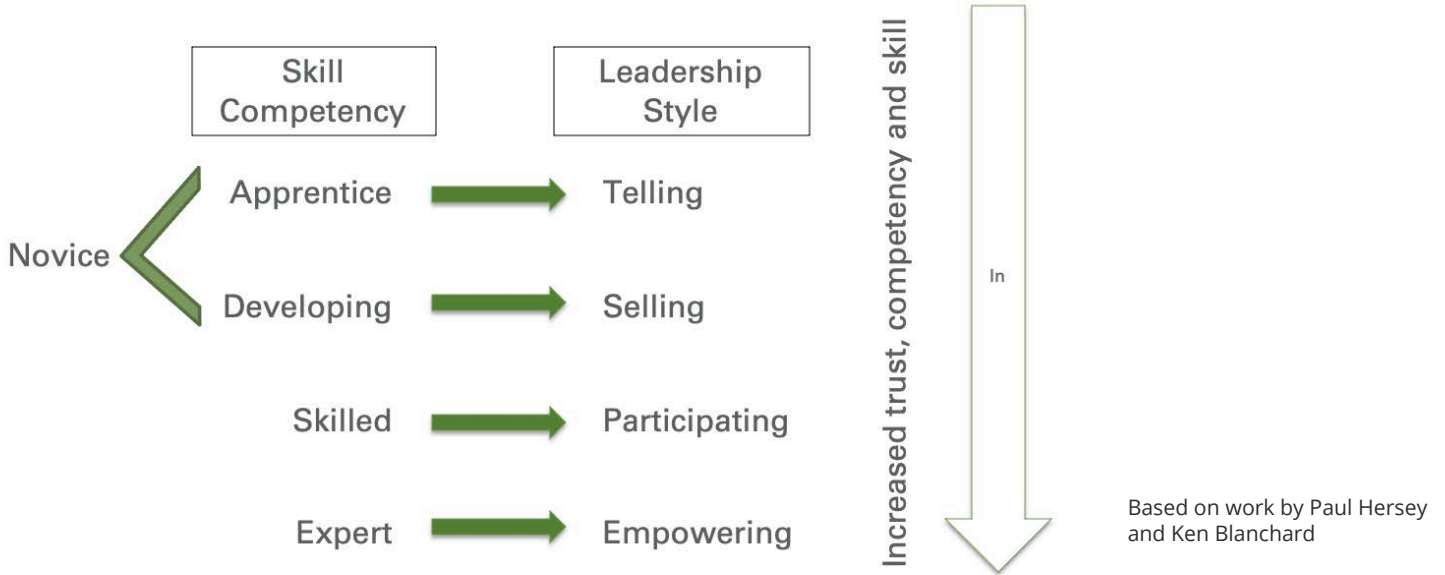 Skill
Competency
Leadership
Style
Novice
Apprentice
Telling
Developing
Selling
Skilled
Participating
Expert
Empowering
Increased trust, competency and skill
In
Based on work by Paul Hersey
and Ken Blanchard